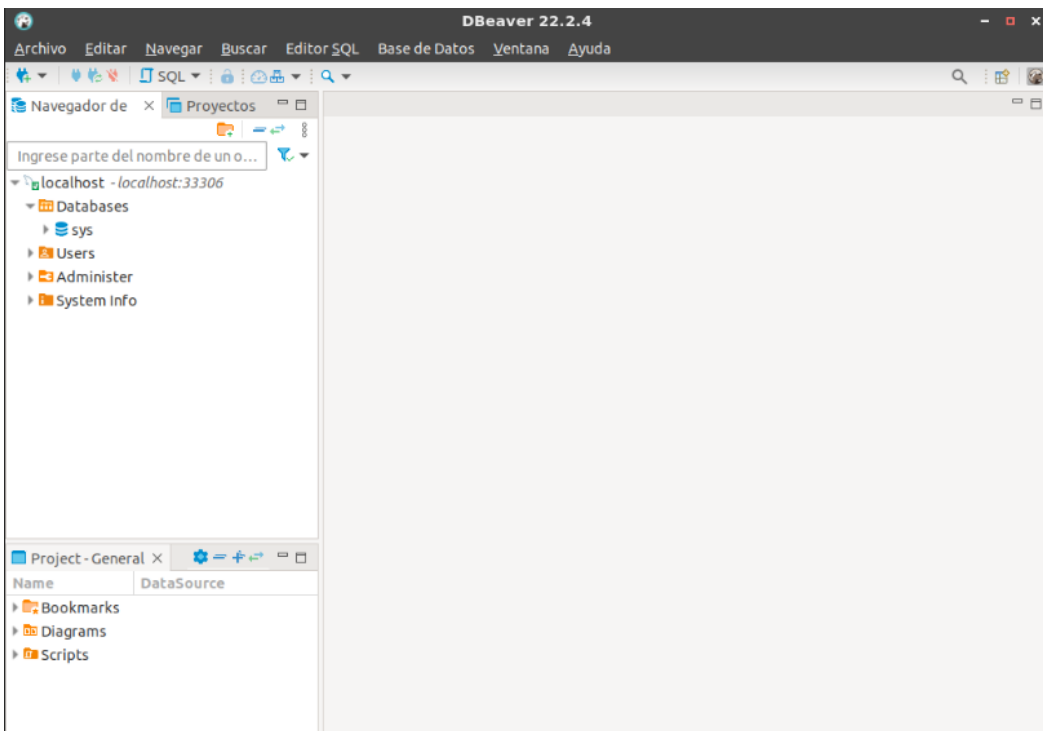 DBeaver 22.2.4
Archivo Editar Navegar Buscar Editor SQL Base de Datos Ventana Ayuda
SQL
Navegador de Proyectos
Ingrese parte del nombre de un o...
localhost - localhost:33306
Databases
sys
Users
Administer
System Info
Project - General
Name DataSource
Bookmarks
Diagrams
Scripts